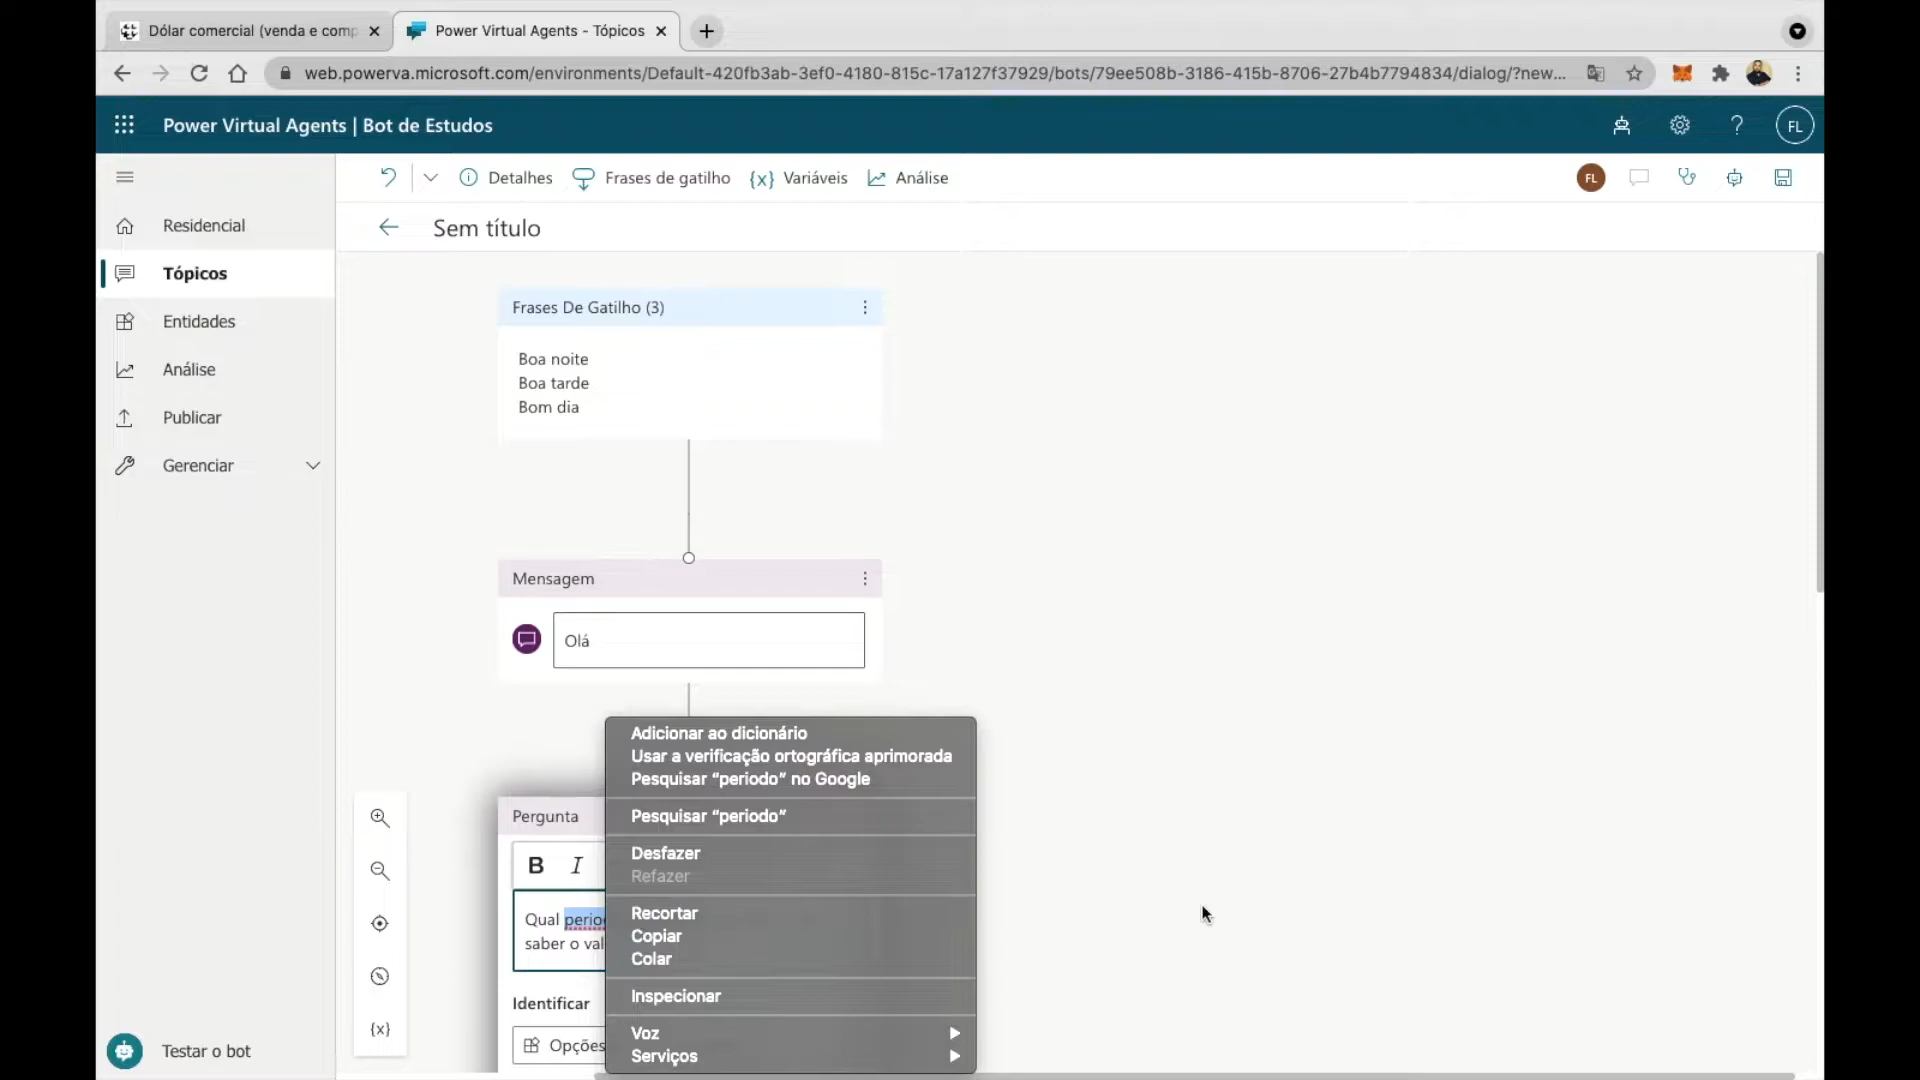 Dólar comercial (venda e comp
Power Virtual Agents - Tópicos
web.powerva.microsoft.com/environments/Default-420fb3ab-3ef0-4180-815c-17a127f37929/bots/79ee508b-3186-415b-8706-27b4b7794834/dialog/?new...
Power Virtual Agents | Bot de Estudos
FL
Detalhes
Frases de gatilho
{x} Variáveis
Análise
FL
Sem título
Residencial
Tópicos
Entidades
Análise
Publicar
Gerenciar
Testar o bot
Frases De Gatilho (3)
Boa noite
Boa tarde
Bom dia
Mensagem
Olá
Pergunta
B I
Qual perio
saber o val
Identificar
Opções
{x}
Adicionar ao dicionário
Usar a verificação ortográfica aprimorada
Pesquisar “periodo” no Google
Pesquisar “periodo”
Desfazer
Refazer
Recortar
Copiar
Colar
Inspecionar
Voz
Serviços